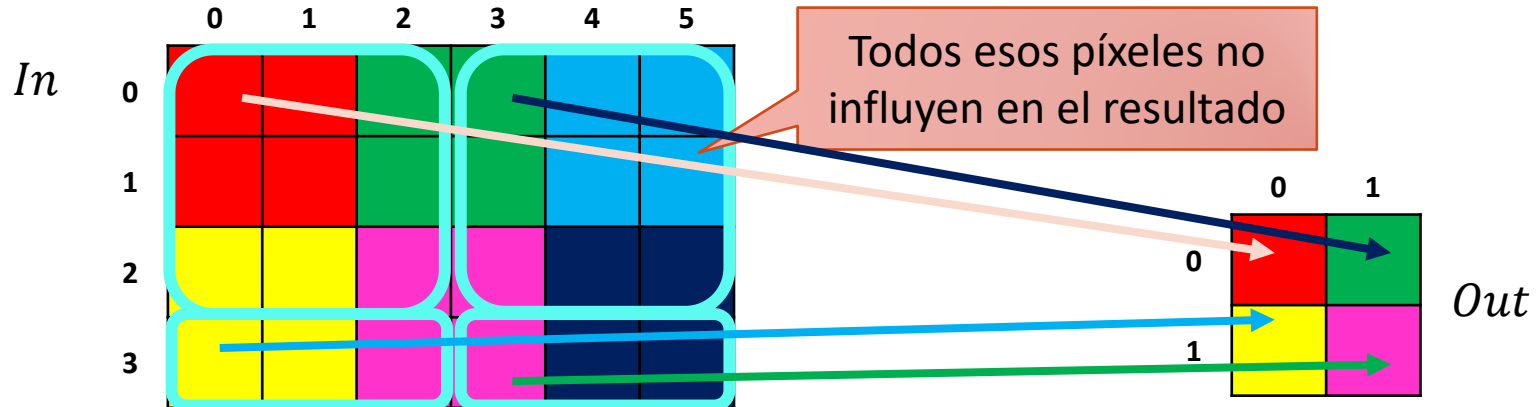 0 1 2 3 4 5
Todos esos píxeles no
influyen en el resultado
In
0
1
2
3
0 1
0
1
Out